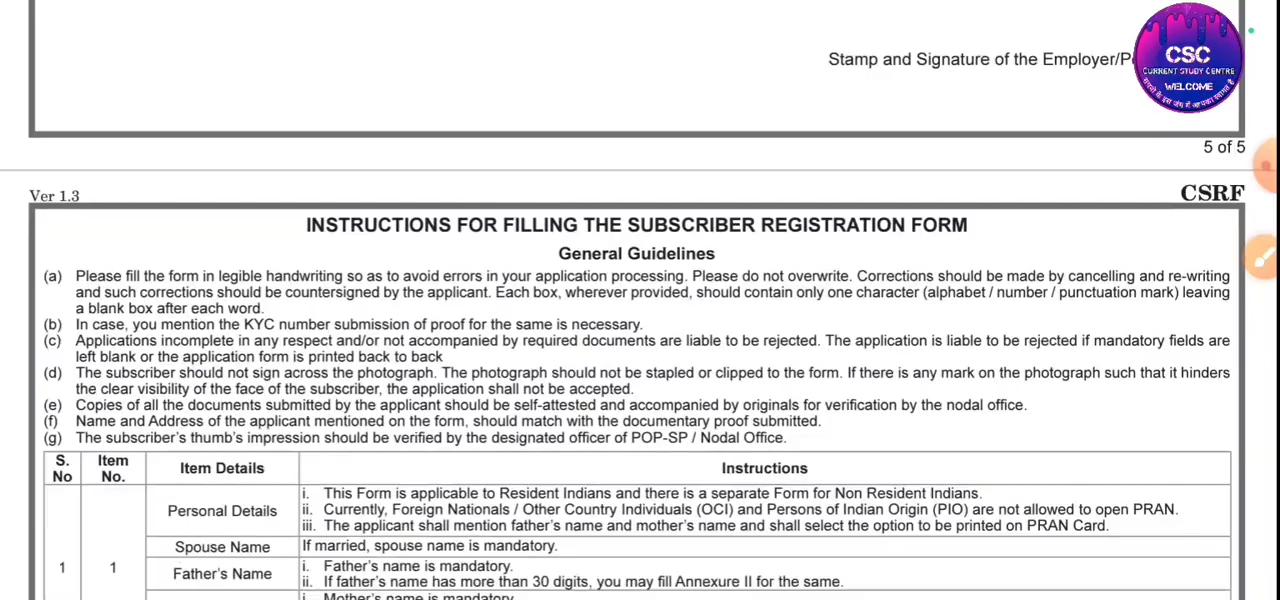 Stamp and Signature of the Employer/P
CSC
CURRENT STUDY CENTRE
WELCOME
5 of 5
Ver 1.3
CSRF
INSTRUCTIONS FOR FILLING THE SUBSCRIBER REGISTRATION FORM
General Guidelines
(a) Please fill the form in legible handwriting so as to avoid errors in your application processing. Please do not overwrite. Corrections should be made by cancelling and re-writing
and such corrections should be countersigned by the applicant. Each box, wherever provided, should contain only one character (alphabet / number / punctuation mark) leaving
a blank box after each word.
(b) In case, you mention the KYC number submission of proof for the same is necessary.
(c) Applications incomplete in any respect and/or not accompanied by required documents are liable to be rejected. The application is liable to be rejected if mandatory fields are
left blank or the application form is printed back to back
(d) The subscriber should not sign across the photograph. The photograph should not be stapled or clipped to the form. If there is any mark on the photograph such that it hinders
the clear visibility of the face of the subscriber, the application shall not be accepted.
(e) Copies of all the documents submitted by the applicant should be self-attested and accompanied by originals for verification by the nodal office.
(f) Name and Address of the applicant mentioned on the form, should match with the documentary proof submitted.
(g) The subscriber's thumb's impression should be verified by the designated officer of POP-SP / Nodal Office.
S. No Item No. Item Details Instructions
1 1 Personal Details
i. This Form is applicable to Resident Indians and there is a separate Form for Non Resident Indians.
ii. Currently, Foreign Nationals / Other Country Individuals (OCI) and Persons of Indian Origin (PIO) are not allowed to open PRAN.
iii. The applicant shall mention father's name and mother's name and shall select the option to be printed on PRAN Card.
Spouse Name If married, spouse name is mandatory.
Father's Name i. Father's name is mandatory.
ii. If father's name has more than 30 digits, you may fill Annexure II for the same.
i. Mother's name is mandatory